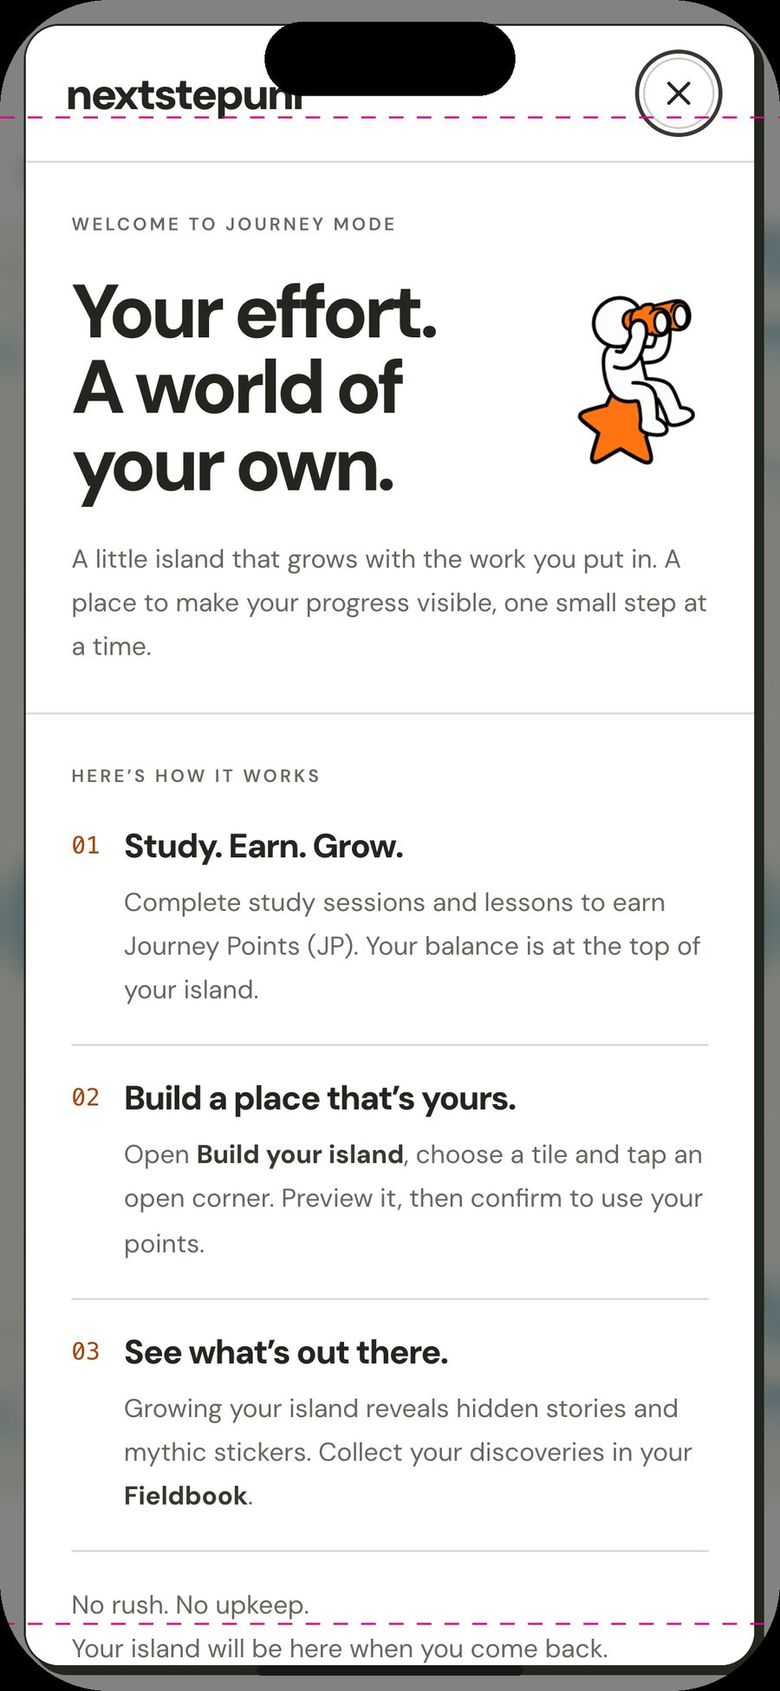 nextstepuni
WELCOME TO JOURNEY MODE
Your effort.
A world of
your own.
A little island that grows with the work you put in. A
place to make your progress visible, one small step at
a time.
HERE’S HOW IT WORKS
01 Study. Earn. Grow.
Complete study sessions and lessons to earn
Journey Points (JP). Your balance is at the top of
your island.
02 Build a place that’s yours.
Open Build your island, choose a tile and tap an
open corner. Preview it, then confirm to use your
points.
03 See what’s out there.
Growing your island reveals hidden stories and
mythic stickers. Collect your discoveries in your
Fieldbook.
No rush. No upkeep.
Your island will be here when you come back.